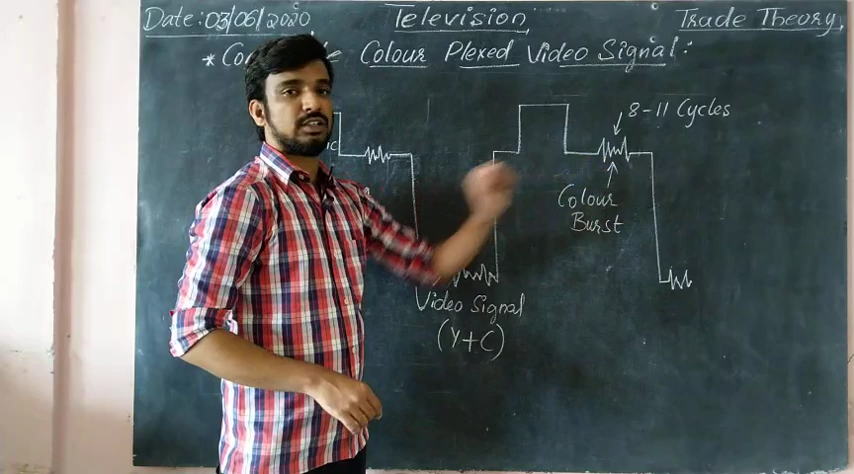 Date: 03/06/2020 Television Trade Theory
* Colour Plexed Video Signal:
8-11 Cycles
Colour
Burst
Video Signal
(Y+C)